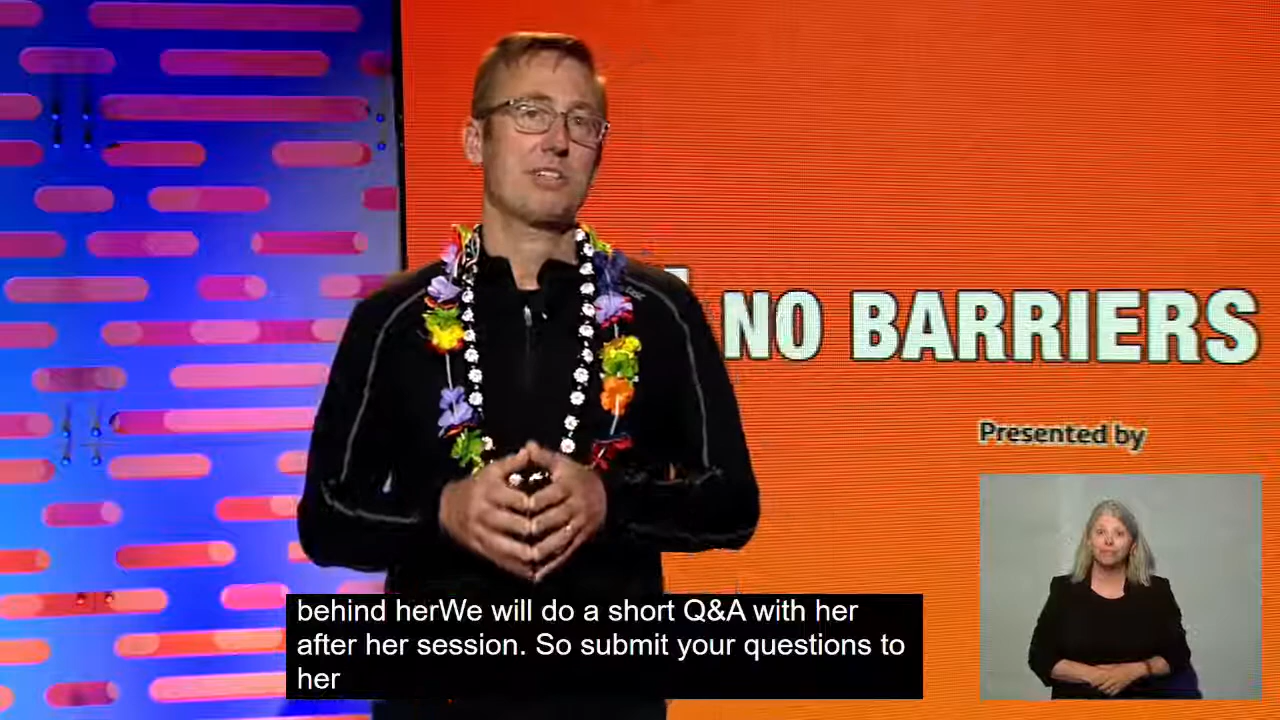 NO BARRIERS
Presented by
behind herWe will do a short Q&A with her
after her session. So submit your questions to
her